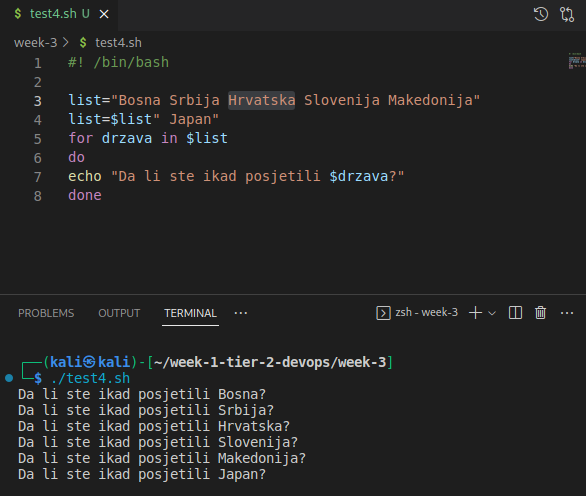 $ test4.sh U ×
week-3 > $ test4.sh
1 #! /bin/bash
2
3 list="Bosna Srbija Hrvatska Slovenija Makedonija"
4 list=$list" Japan"
5 for drzava in $list
6 do
7 echo "Da li ste ikad posjetili $drzava?"
8 done
PROBLEMS OUTPUT TERMINAL ··· zsh - week-3
┌──(kali㉿kali)-[~/week-1-tier-2-devops/week-3]
└─$ ./test4.sh
Da li ste ikad posjetili Bosna?
Da li ste ikad posjetili Srbija?
Da li ste ikad posjetili Hrvatska?
Da li ste ikad posjetili Slovenija?
Da li ste ikad posjetili Makedonija?
Da li ste ikad posjetili Japan?